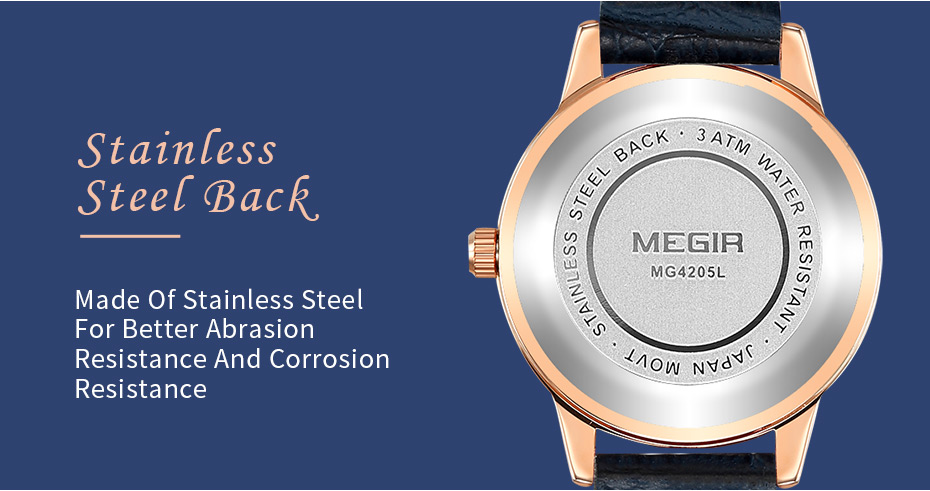 Stainless
Steel Back
Made Of Stainless Steel
For Better Abrasion
Resistance And Corrosion
Resistance
STAINLESS STEEL BACK · 3ATM WATER RESISTANT · JAPAN MOVT ·
MEGIR
MG4205L